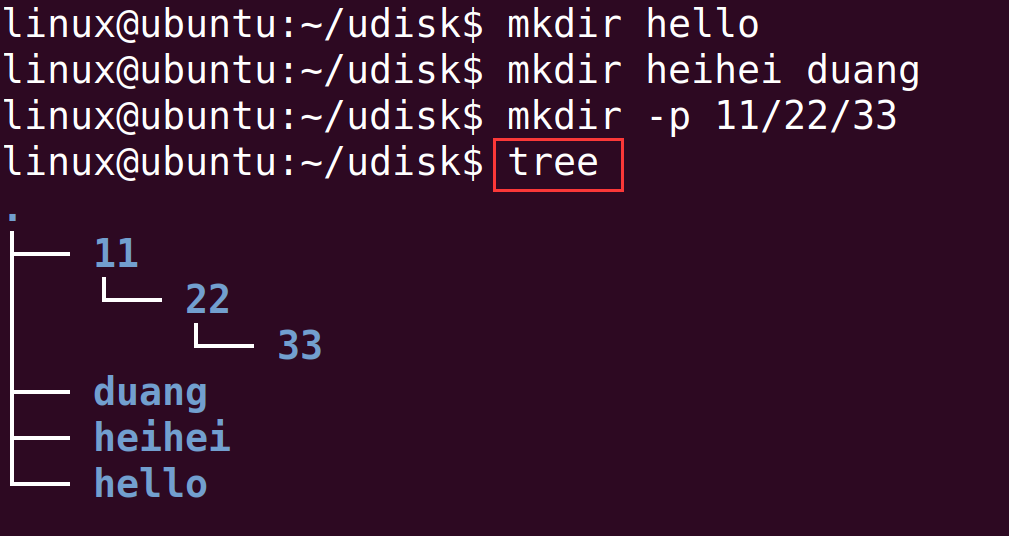 linux@ubuntu:~/udisk$ mkdir hello
linux@ubuntu:~/udisk$ mkdir heihei duang
linux@ubuntu:~/udisk$ mkdir -p 11/22/33
linux@ubuntu:~/udisk$ tree
.
├── 11
│   └── 22
│       └── 33
├── duang
├── heihei
└── hello